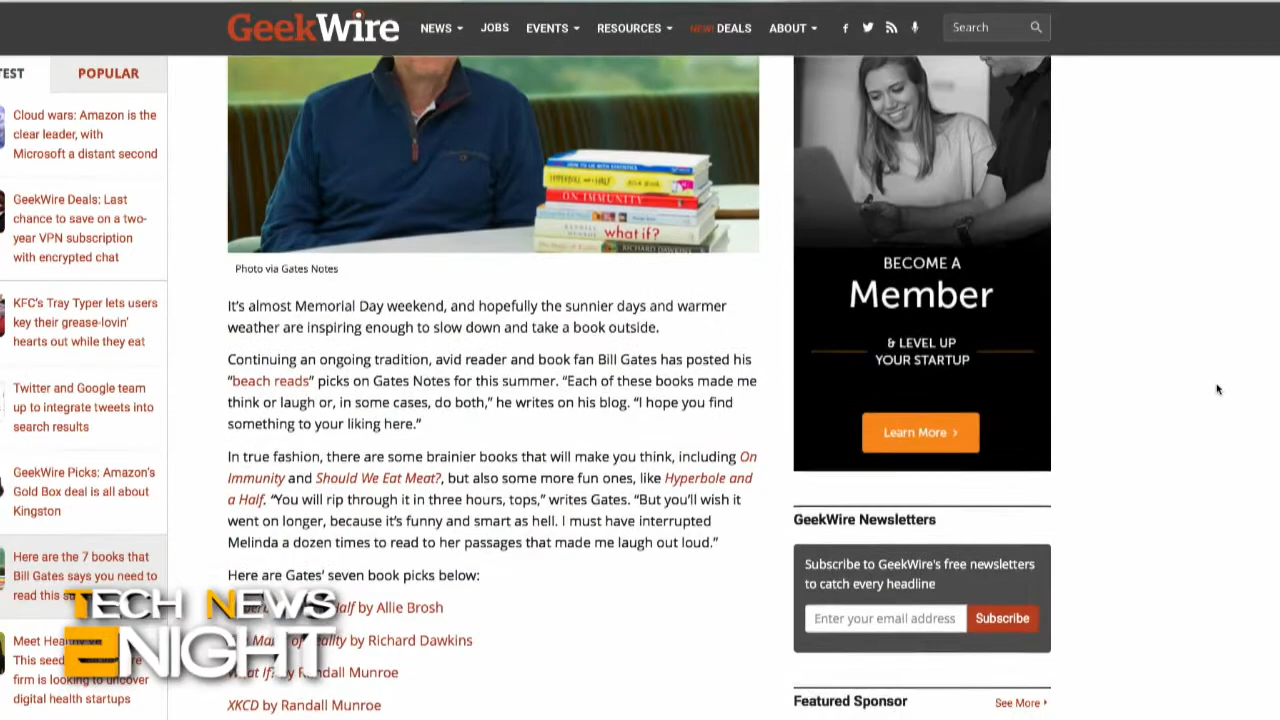 GeekWire
NEWS JOBS EVENTS RESOURCES NEW! DEALS ABOUT
Search
POPULAR
Cloud wars: Amazon is the
clear leader, with
Microsoft a distant second
GeekWire Deals: Last
chance to save on a two-
year VPN subscription
with encrypted chat
KFC's Tray Typer lets users
key their grease-lovin'
hearts out while they eat
Twitter and Google team
up to integrate tweets into
search results
GeekWire Picks: Amazon's
Gold Box deal is all about
Kingston
Here are the 7 books that
Bill Gates says you need to
read this
Meet
This seed
firm is looking to uncover
digital health startups
TECH NEWS
2NIGHT
ON IMMUNITY
what if?
RICHARD DAWKINS
Photo via Gates Notes
It's almost Memorial Day weekend, and hopefully the sunnier days and warmer
weather are inspiring enough to slow down and take a book outside.
Continuing an ongoing tradition, avid reader and book fan Bill Gates has posted his
“beach reads” picks on Gates Notes for this summer. “Each of these books made me
think or laugh or, in some cases, do both,” he writes on his blog. “I hope you find
something to your liking here.”
In true fashion, there are some brainier books that will make you think, including On
Immunity and Should We Eat Meat?, but also some more fun ones, like Hyperbole and
a Half. “You will rip through it in three hours, tops,” writes Gates. “But you'll wish it
went on longer, because it's funny and smart as hell. I must have interrupted
Melinda a dozen times to read to her passages that made me laugh out loud.”
Here are Gates' seven book picks below:
Half by Allie Brosh
by Richard Dawkins
What If? by Randall Munroe
XKCD by Randall Munroe
BECOME A
Member
& LEVEL UP
YOUR STARTUP
Learn More >
GeekWire Newsletters
Subscribe to GeekWire's free newsletters
to catch every headline
Enter your email address Subscribe
Featured Sponsor See More